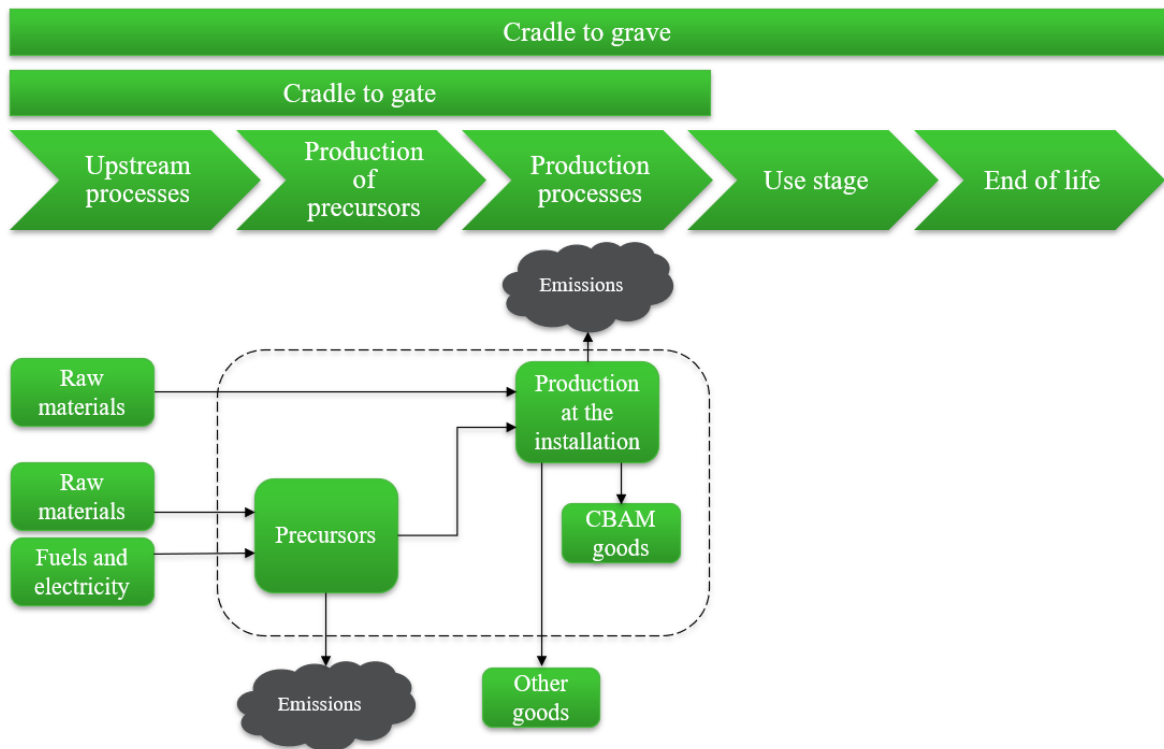 Cradle to grave
Cradle to gate
Upstream
processes
Production
of
precursors
Production
processes
Use stage
End of life
Emissions
Raw
materials
Production
at the
installation
Raw
materials
Precursors
CBAM
goods
Fuels and
electricity
Emissions
Other
goods